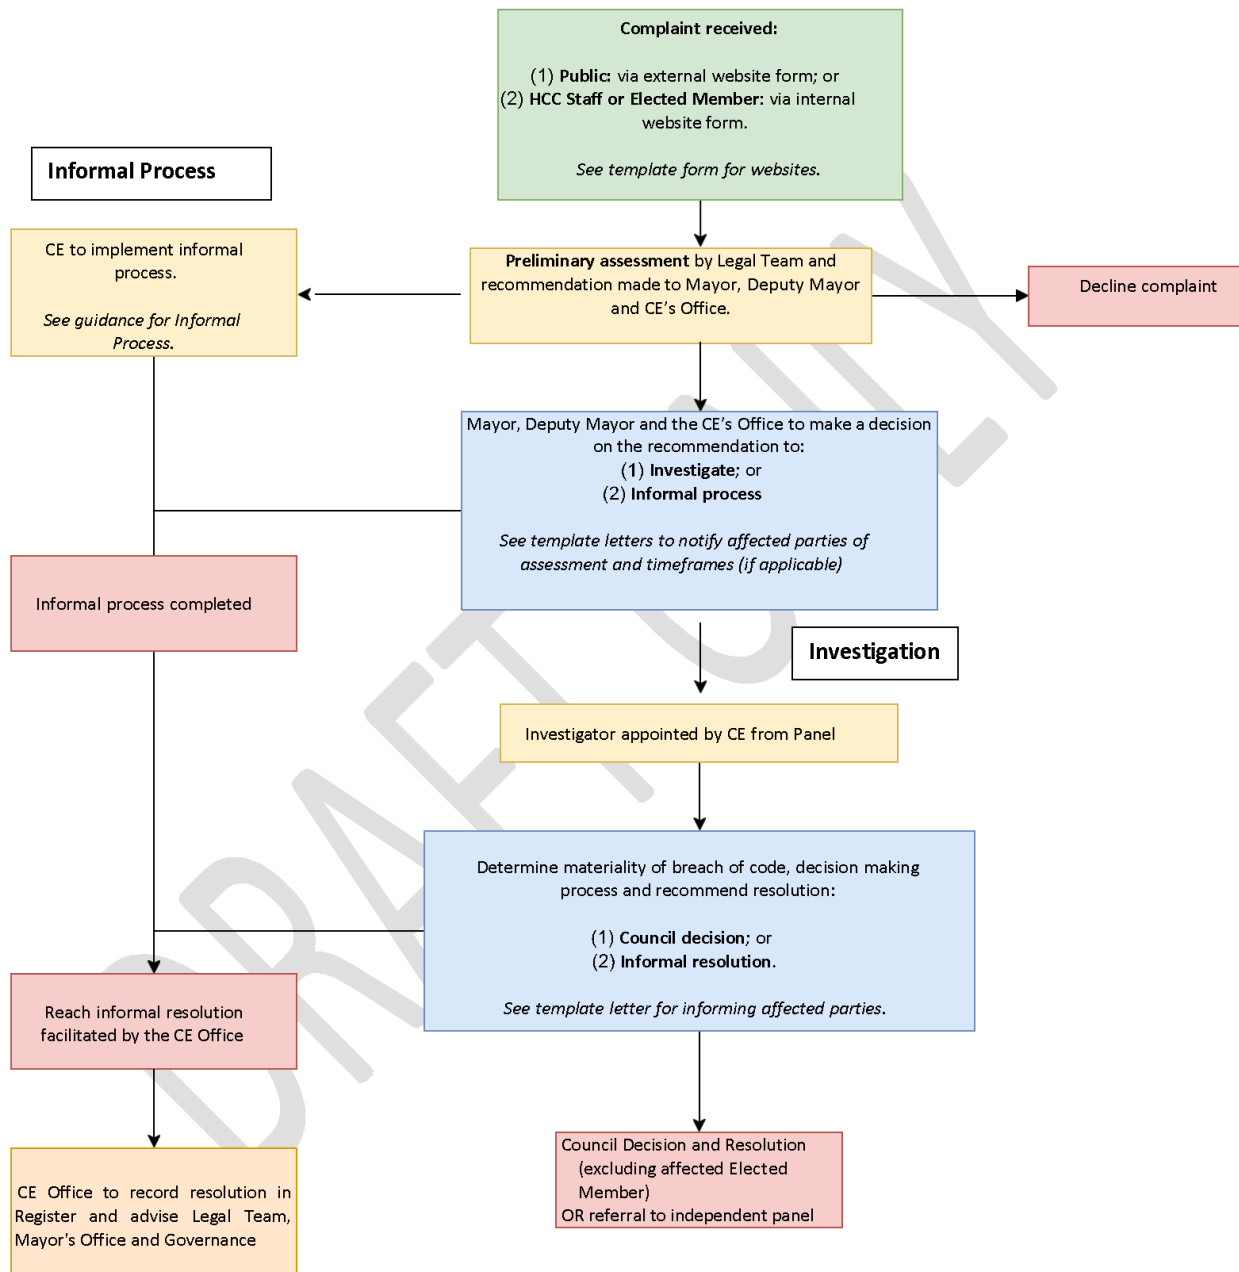 Complaint received:
(1) Public: via external website form; or
(2) HCC Staff or Elected Member: via internal
website form.
See template form for websites.
Informal Process
CE to implement informal
process.
See guidance for Informal
Process.
Preliminary assessment by Legal Team and
recommendation made to Mayor, Deputy Mayor
and CE's Office.
Decline complaint
Mayor, Deputy Mayor and the CE's Office to make a decision
on the recommendation to:
(1) Investigate; or
(2) Informal process
See template letters to notify affected parties of
assessment and timeframes (if applicable)
Informal process completed
Investigation
Investigator appointed by CE from Panel
Determine materiality of breach of code, decision making
process and recommend resolution:
(1) Council decision; or
(2) Informal resolution.
See template letter for informing affected parties.
Reach informal resolution
facilitated by the CE Office
Council Decision and Resolution
(excluding affected Elected
Member)
OR referral to independent panel
CE Office to record resolution in
Register and advise Legal Team,
Mayor's Office and Governance
DRAFT ONLY